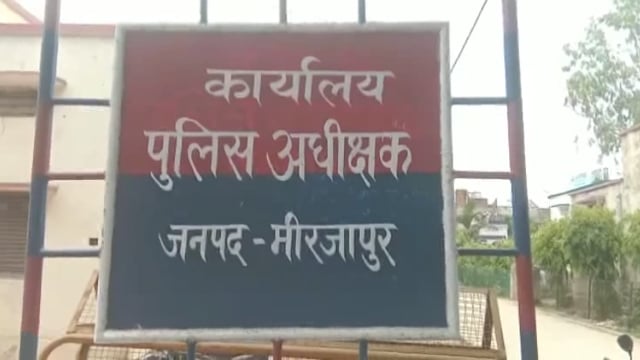 कार्यालय
पुलिस अधीक्षक
जनपद - मीरजापुर